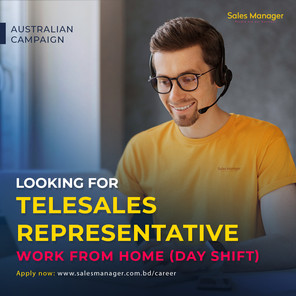 Sales Manager
AUSTRALIAN
CAMPAIGN
LOOKING FOR
TELESALES
REPRESENTATIVE
WORK FROM HOME (DAY SHIFT)
Apply now: www.salesmanager.com.bd/career